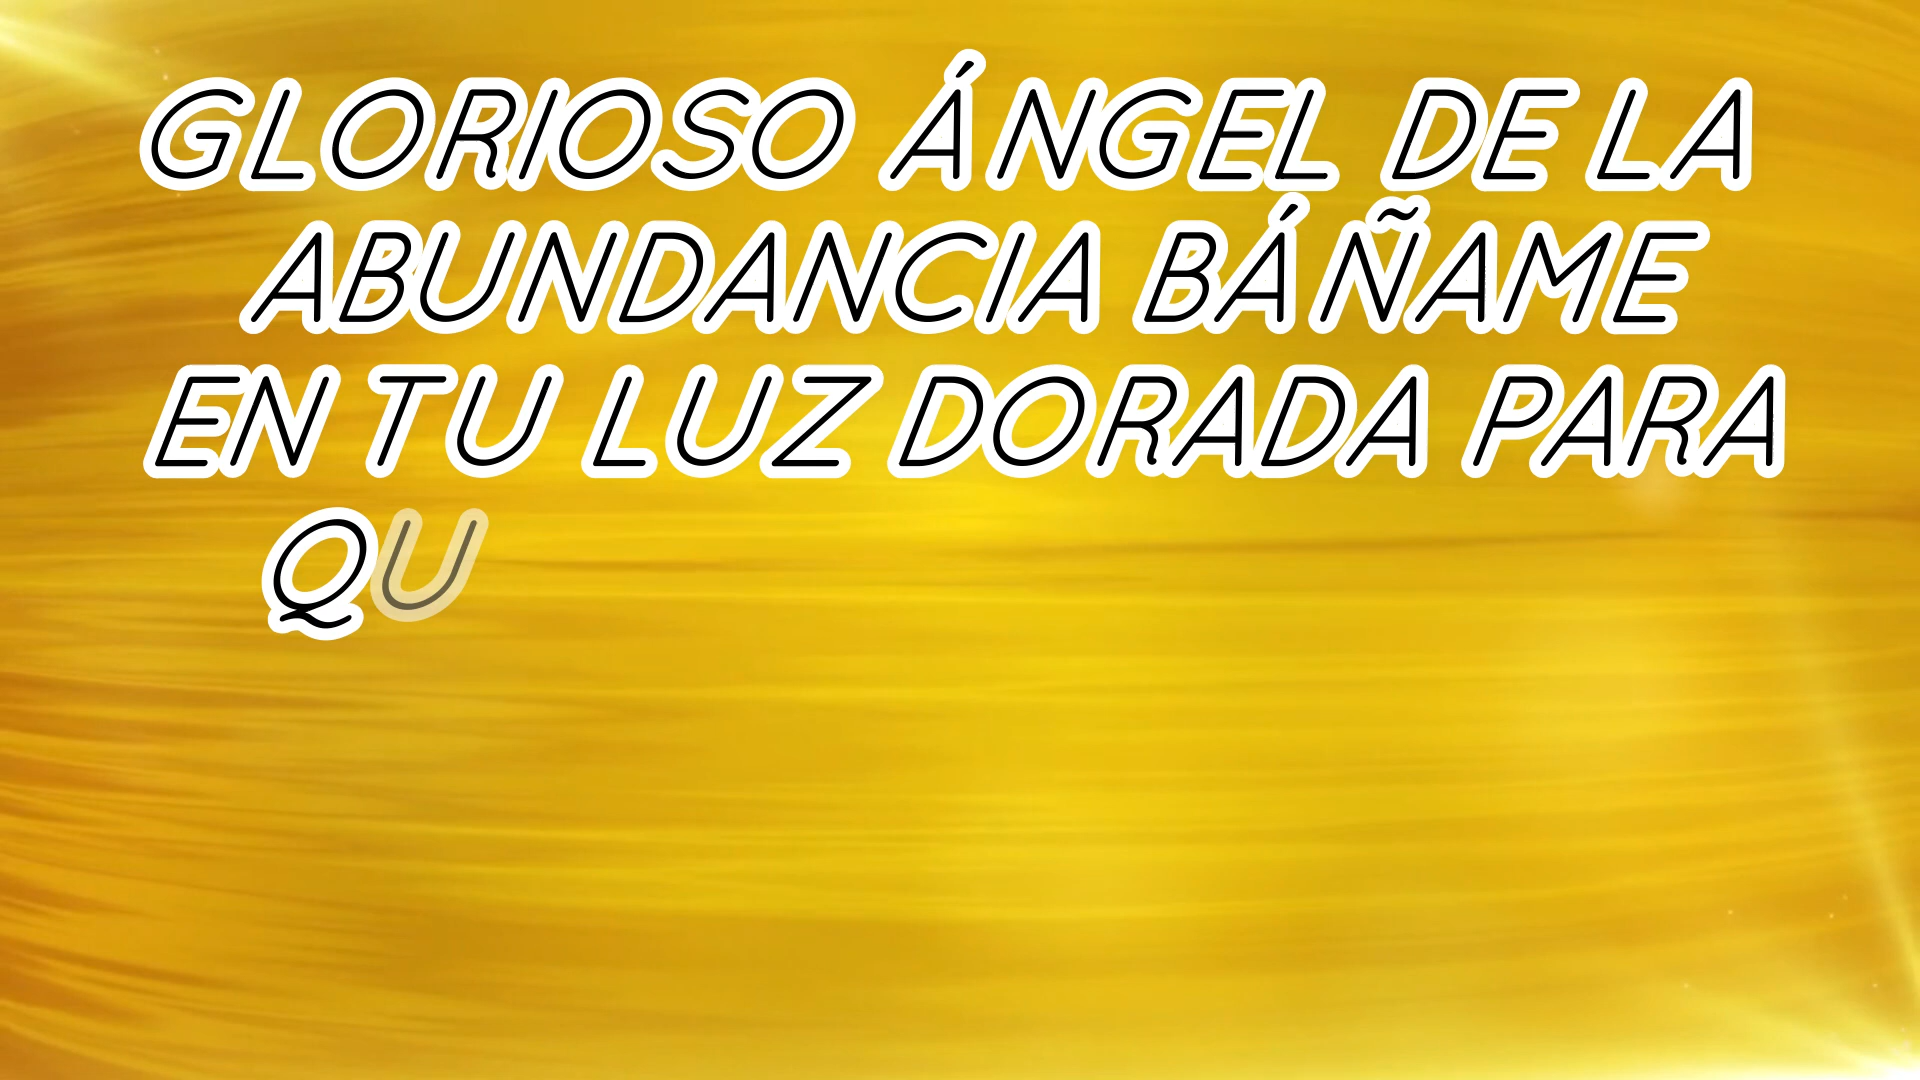 GLORIOSO ÁNGEL DE LA
ABUNDANCIA BÁÑAME
EN TU LUZ DORADA PARA
QU